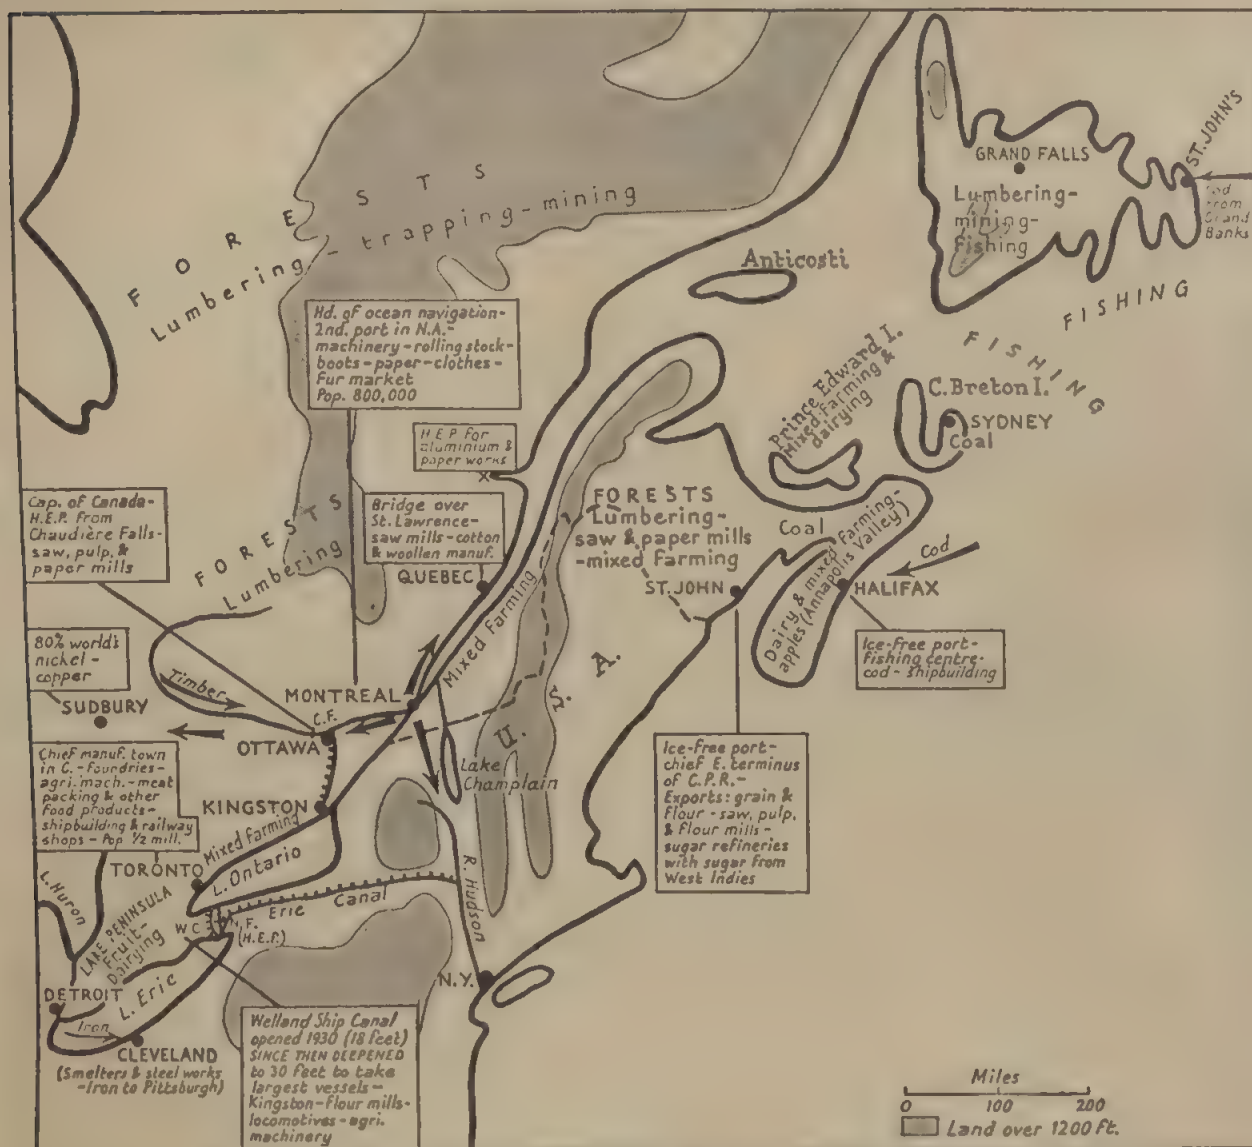 FORESTS
Lumbering - trapping - mining
GRAND FALLS
Lumbering-
mining-
fishing
ST. JOHN'S
Cod
from
Grand
Banks
FISHING
FISHING
Anticosti
Hd. of ocean navigation-
2nd. port in N.A.-
machinery-rolling stock-
boots-paper-clothes-
fur market
Pop. 800,000
Prince Edward I.
Mixed farming &
dairying
C. Breton I.
SYDNEY
Coal
H.E.P. for
aluminium &
paper works
Cap. of Canada-
H.E.P. from
Chaudière Falls-
saw, pulp, &
paper mills
FORESTS
Lumbering
Bridge over
St. Lawrence-
saw mills-cotton
& woollen manuf.
QUEBEC
FORESTS
Lumbering-
saw & paper mills
-mixed Farming
Coal
Cod
ST. JOHN
HALIFAX
Dairy & mixed farming-
apples (Annapolis Valley)
Ice-free port-
fishing centre-
cod-shipbuilding
80% world's
nickel-
copper
SUDBURY
Timber
MONTREAL
Mixed Farming
C.F.
OTTAWA
U. S. A.
Lake
Champlain
Chief manuf. town
in C.-foundries-
agri. mach.-meat
packing & other
food products-
shipbuilding & railway
shops-Pop ½ mill.
KINGSTON
Mixed farming
TORONTO
L. Ontario
Ice-free port-
chief E. terminus
of C.P.R.-
Exports: grain &
flour-saw, pulp,
& flour mills-
sugar refineries
with sugar from
West Indies
L. Huron
LAKE PENINSULA
Fruit-
Dairying
W C
N.F.
(H.E.P.)
Eric Canal
R. Hudson
N.Y.
DETROIT
L. Eric
Iron
CLEVELAND
(Smelters & steel works
-Iron to Pittsburgh)
Welland Ship Canal
opened 1930 (18 feet)
SINCE THEN DEEPENED
to 30 feet to take
largest vessels-
Kingston-flour mills-
locomotives-agri.
machinery
Miles
0 100 200
Land over 1200 ft.